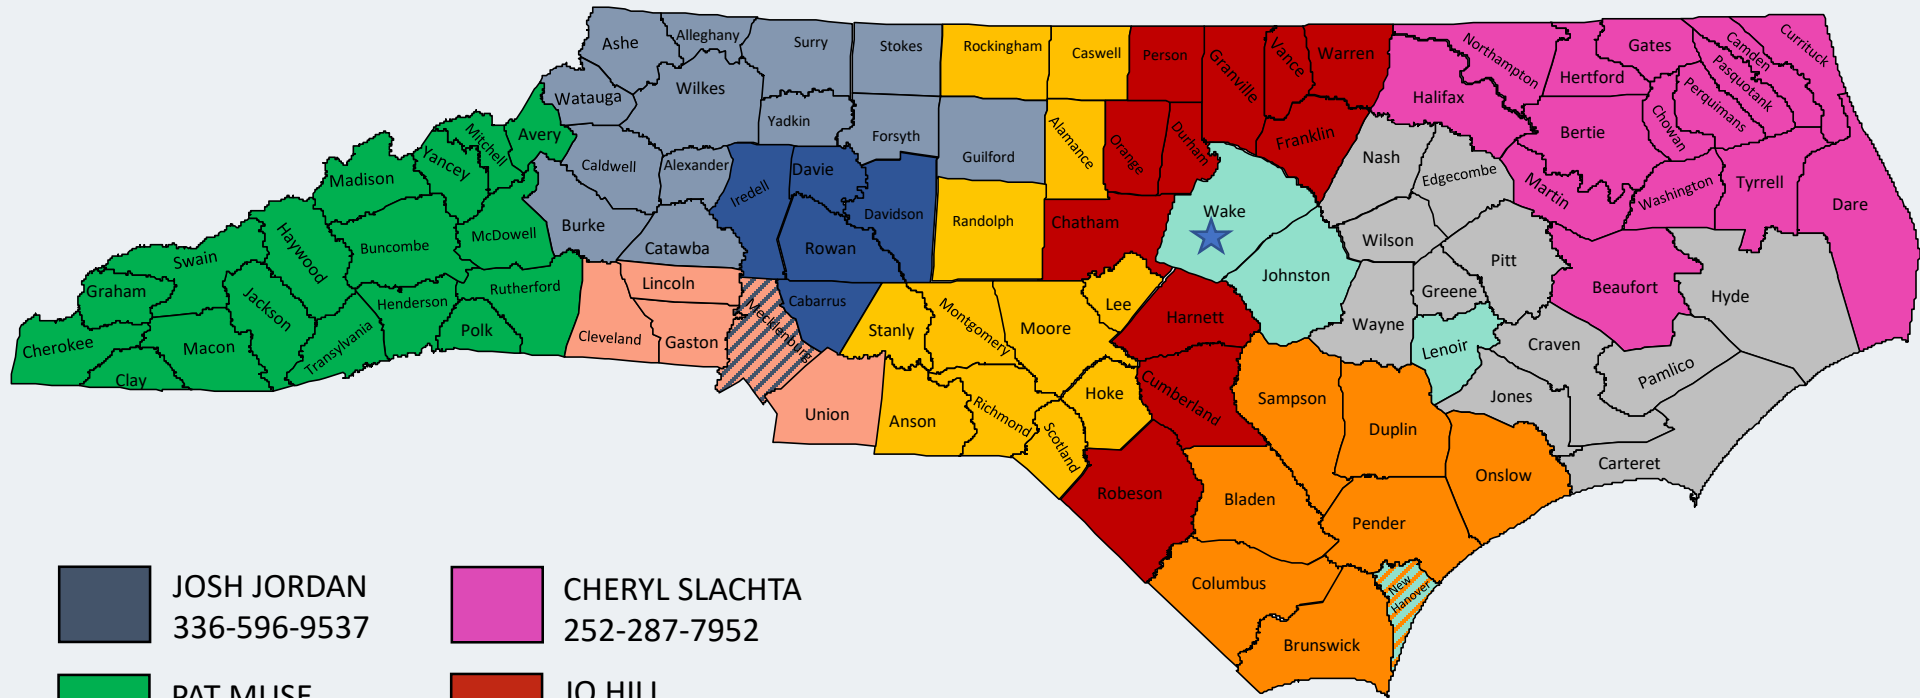 Ashe
Alleghany
Surry
Stokes
Rockingham
Caswell
Person
Granville
Vance
Warren
Northampton
Gates
Camden
Currituck
Hertford
Pasquotank
Perquimans
Chowan
Halifax
Bertie
Watauga
Wilkes
Yadkin
Forsyth
Guilford
Alamance
Orange
Durham
Franklin
Nash
Edgecombe
Martin
Washington
Tyrrell
Dare
Mitchell
Avery
Yancey
Madison
Caldwell
Alexander
Iredell
Davie
Davidson
Randolph
Chatham
Wake
Wilson
Pitt
Beaufort
Hyde
Haywood
Buncombe
McDowell
Burke
Catawba
Rowan
Johnston
Greene
Swain
Graham
Jackson
Henderson
Rutherford
Polk
Lincoln
Cabarrus
Mecklenburg
Stanly
Montgomery
Moore
Lee
Harnett
Wayne
Lenoir
Craven
Pamlico
Cherokee
Macon
Transylvania
Clay
Cleveland
Gaston
Union
Anson
Richmond
Scotland
Hoke
Cumberland
Sampson
Duplin
Jones
Onslow
Carteret
Robeson
Bladen
Pender
Columbus
Brunswick
New
Hanover
JOSH JORDAN
336-596-9537
CHERYL SLACHTA
252-287-7952
PAT MUSE
JO HILL